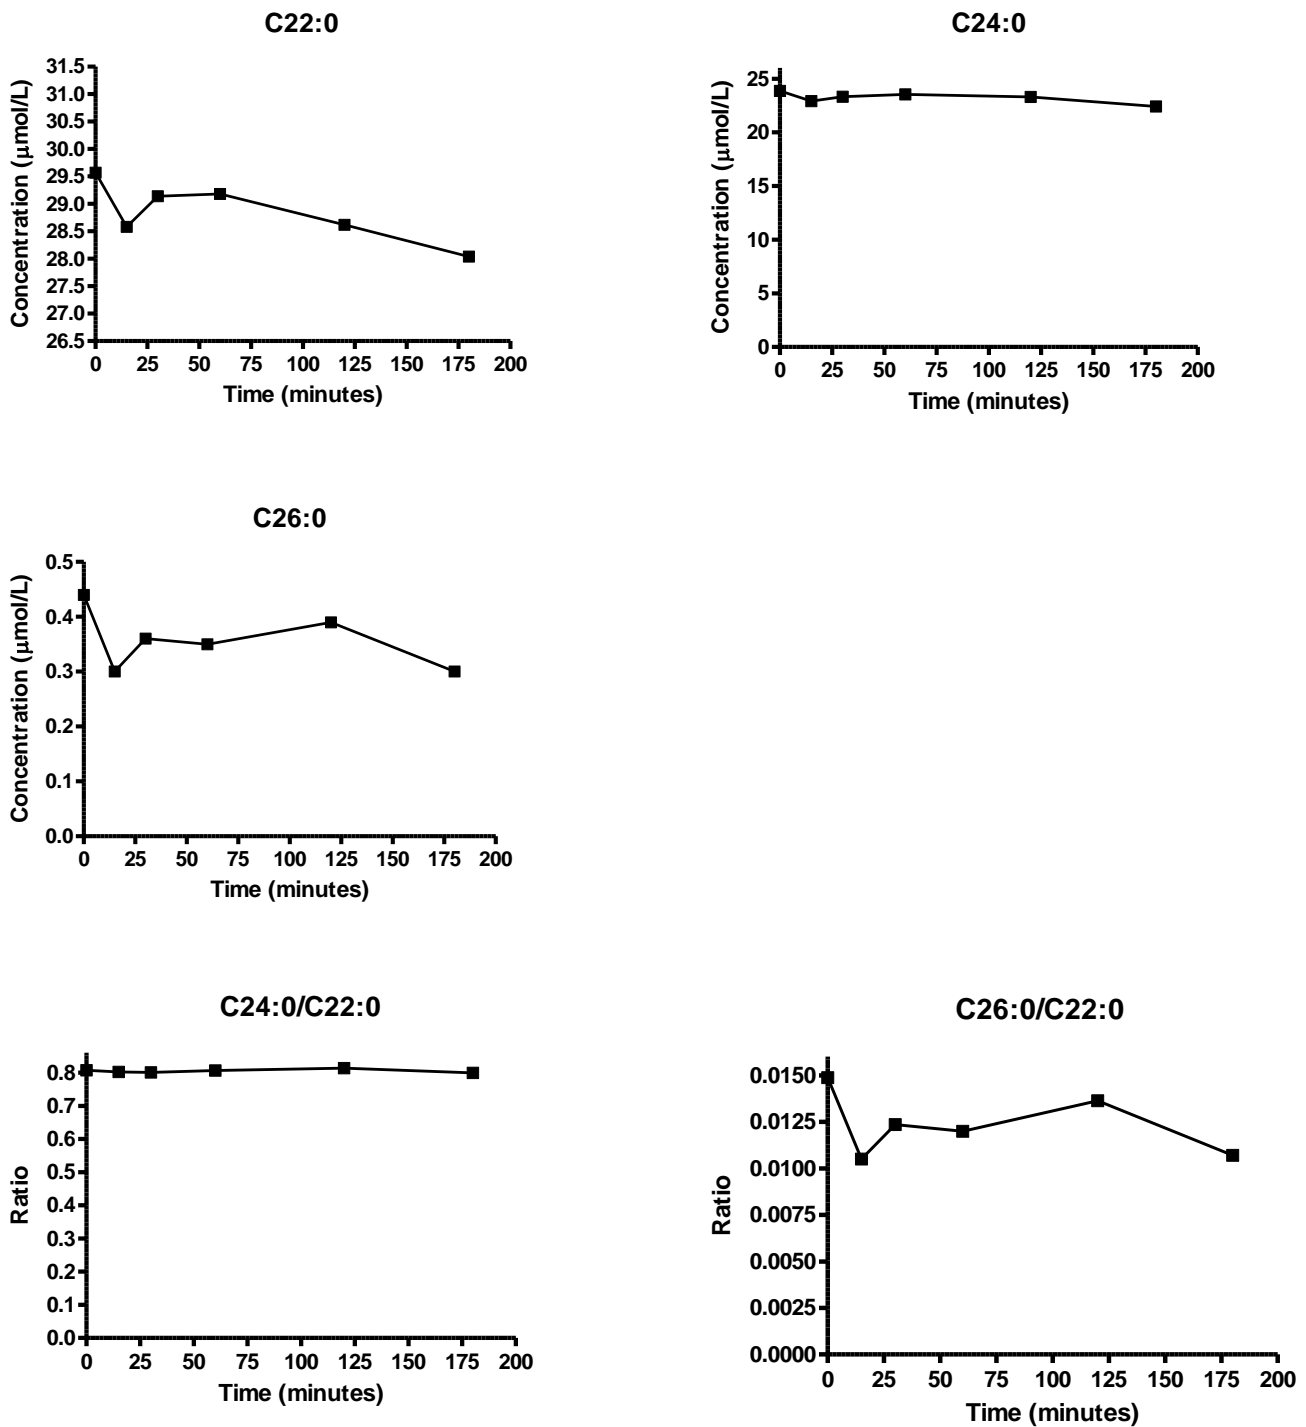 C22:0
Concentration (μmol/L)
31.5
31.0
30.5
30.0
29.5
29.0
28.5
28.0
27.5
27.0
26.5
0 25 50 75 100 125 150 175 200
Time (minutes)
C24:0
Concentration (μmol/L)
25
20
15
10
5
0
0 25 50 75 100 125 150 175 200
Time (minutes)
C26:0
Concentration (μmol/L)
0.5
0.4
0.3
0.2
0.1
0.0
0 25 50 75 100 125 150 175 200
Time (minutes)
C24:0/C22:0
Ratio
0.8
0.7
0.6
0.5
0.4
0.3
0.2
0.1
0.0
0 25 50 75 100 125 150 175 200
Time (minutes)
C26:0/C22:0
Ratio
0.0150
0.0125
0.0100
0.0075
0.0050
0.0025
0.0000
0 25 50 75 100 125 150 175 200
Time (minutes)